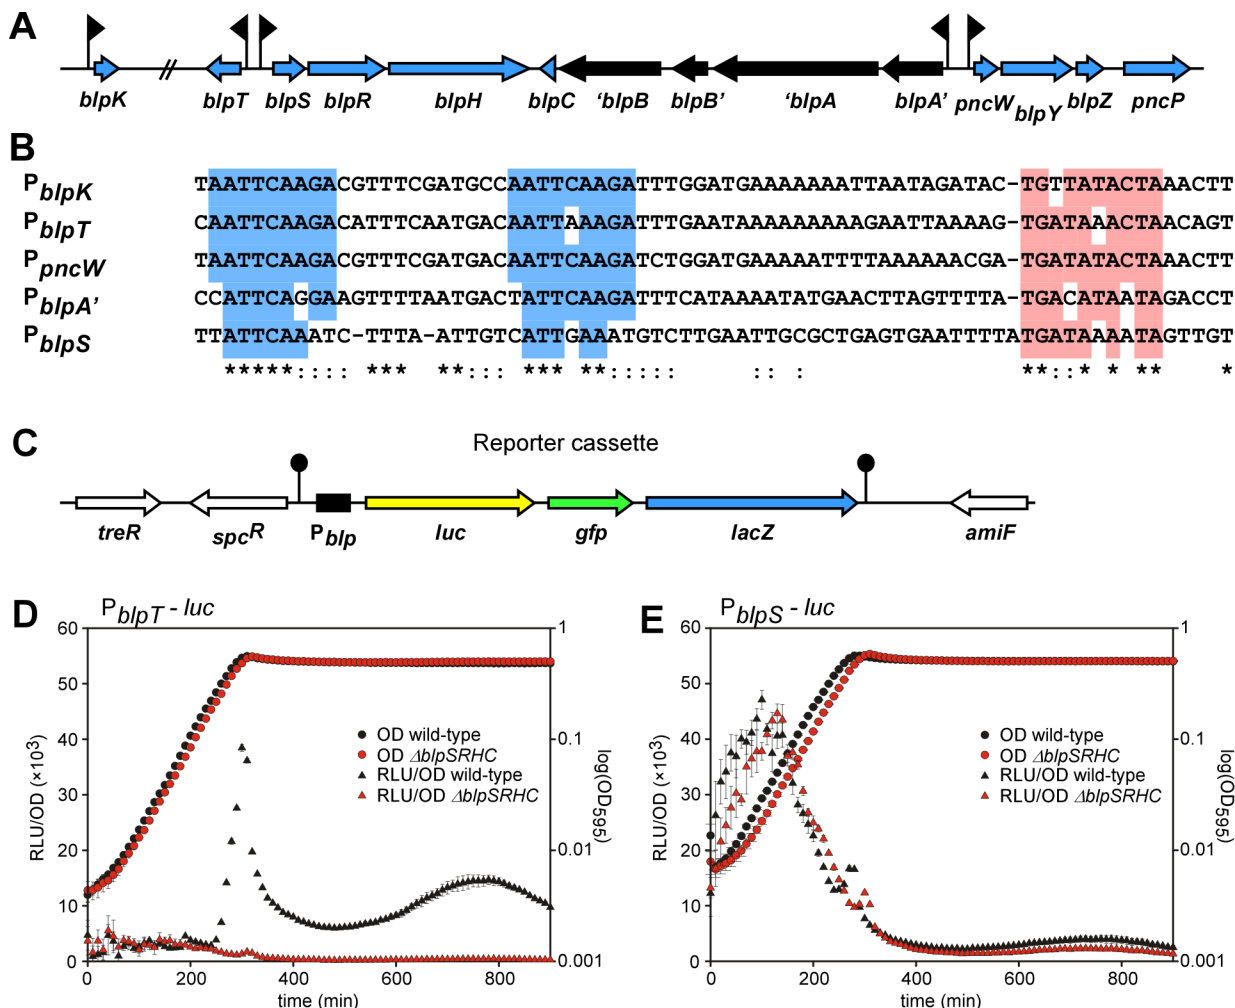 A
blpK
blpT
blpS
blpR
blpH
blpC
‘blpB
blpB’
‘blpA
blpA’
pncW
blpY
blpZ
pncP
B
PblpK TAATTCAAGACGTTTCGATGCCAATTCAAGATTTGGATGAAAAAAATTAATAGATAC-TGTTATACTAAACTT
PblpT CAATTCAAGACATTTCAATGACAATTAAAGATTTGAATAAAAAAAAAGAATTAAAAG-TGATAAACTAACAGT
PpncW TAATTCAAGACGTTTCGATGACAATTCAAGATCTGGATGAAAAATTTTAAAAAACGA-TGATATACTAAACTT
PblpA’ CCATTCAGGAAGTTTTAATGACTATTCAAGATTTCATAAAATATGAACTTAGTTTTA-TGACATAATAGACCT
PblpS TTATTCAAATC-TTTA-ATTGTCATTGAAATGTCTTGAATTGCGCTGAGTGAATTTTATGATAAAATAGTTGT
*****:::: *** **::: *** **::::: :: : **::* * ** *
C
Reporter cassette
treR
spcR
Pblp
luc
gfp
lacZ
amiF
D
PblpT - luc
60
50
40
30
20
10
0
RLU/OD (×10³)
1
0.1
0.01
0.001
log(OD595)
OD wild-type
OD ΔblpSRHC
RLU/OD wild-type
RLU/OD ΔblpSRHC
0
200
400
600
800
time (min)
E
PblpS - luc
60
50
40
30
20
10
0
RLU/OD (×10³)
1
0.1
0.01
0.001
log(OD595)
OD wild-type
OD ΔblpSRHC
RLU/OD wild-type
RLU/OD ΔblpSRHC
0
200
400
600
800
time (min)